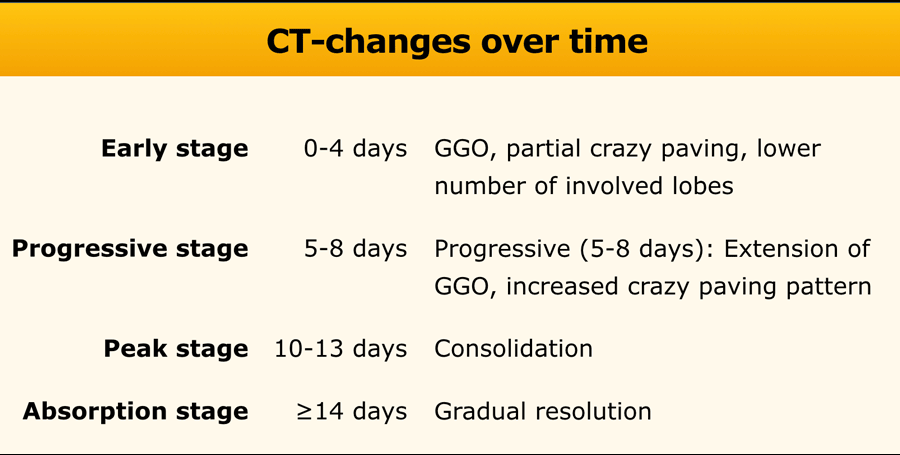 CT-changes over time
Early stage 0-4 days GGO, partial crazy paving, lower
number of involved lobes
Progressive stage 5-8 days Progressive (5-8 days): Extension of
GGO, increased crazy paving pattern
Peak stage 10-13 days Consolidation
Absorption stage ≥14 days Gradual resolution